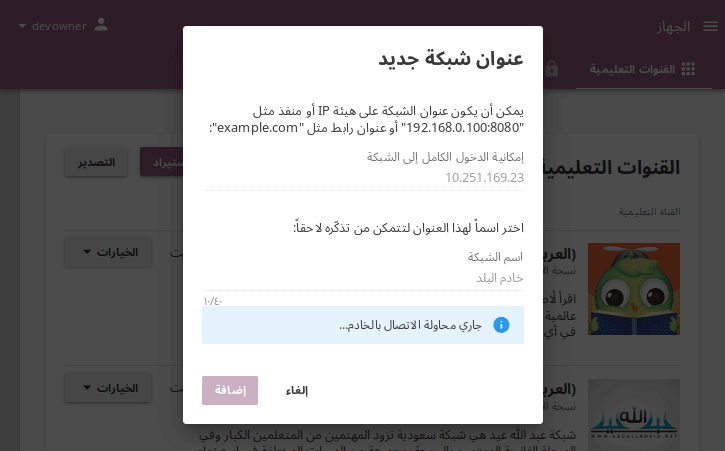 الجهاز
devowner
القنوات التعليمية
عنوان شبكة جديد
يمكن أن يكون عنوان الشبكة على هيئة IP أو منفذ مثل
"192.168.0.100:8080" أو عنوان رابط مثل "example.com":
إمكانية الدخول الكامل إلى الشبكة
10.251.169.23
اختر اسماً لهذا العنوان لتتمكن من تذكّره لاحقاً:
اسم الشبكة
خادم البلد
١٠/٤٠
جاري محاولة الاتصال بالخادم...
إلغاء
إضافة
القنوات التعليمية
التصدير
القناة التعليمية
الخيارات
نسخة
اقرأ
عالمية
في أي
الخيارات
نسخة
شبكة عبد الله عيد هي شبكة سعودية تزود المهتمين من المتعلمين الكبار وفي
الله
WWW.ABDULLAHEID.NET